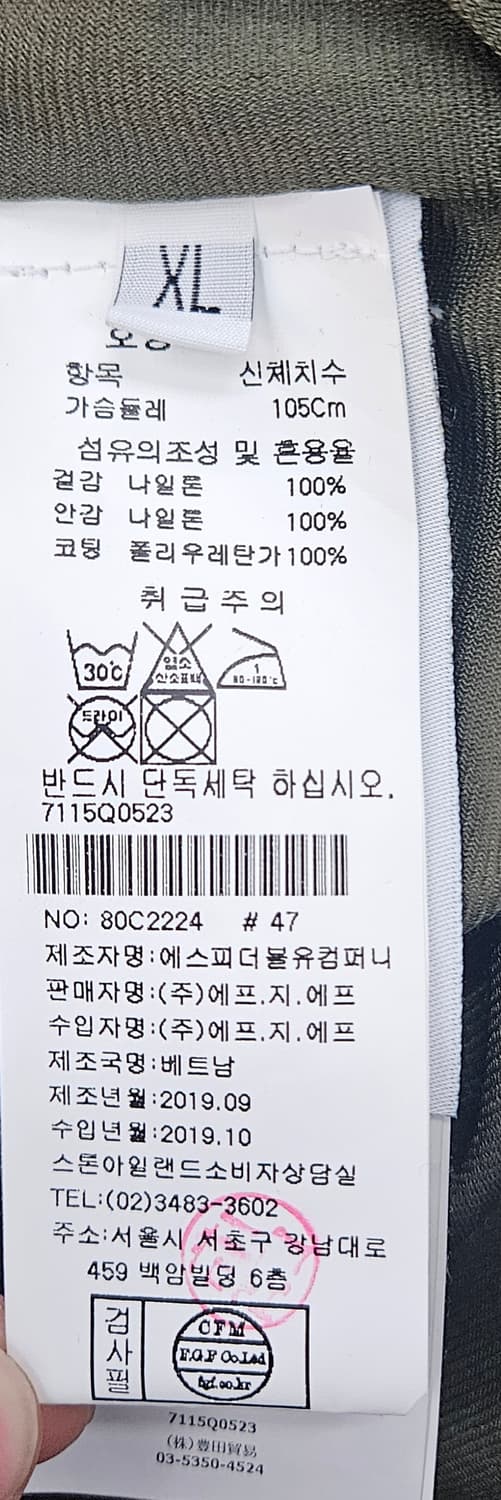 XL
항목 신체치수
가슴둘레 105Cm
섬유의조성 및 혼용율
겉감 나일론 100%
안감 나일론 100%
코팅 폴리우레탄가100%
취급주의
30℃
염소
산소표백
1
80-120℃
드라이
반드시 단독세탁 하십시오.
7115Q0523
NO: 80C2224 # 47
제조자명:에스피더블유컴퍼니
판매자명:(주)에프.지.에프
수입자명:(주)에프.지.에프
제조국명:베트남
제조년월:2019.09
수입년월:2019.10
스톤아일랜드소비자상담실
TEL:(02)3483-3602
주소:서울시 서초구 강남대로
459 백암빌딩 6층
검사필
CFM
F.G.F Co.Ltd
fgf.co.kr
7115Q0523
(株)豊田貿易
03-5350-4524